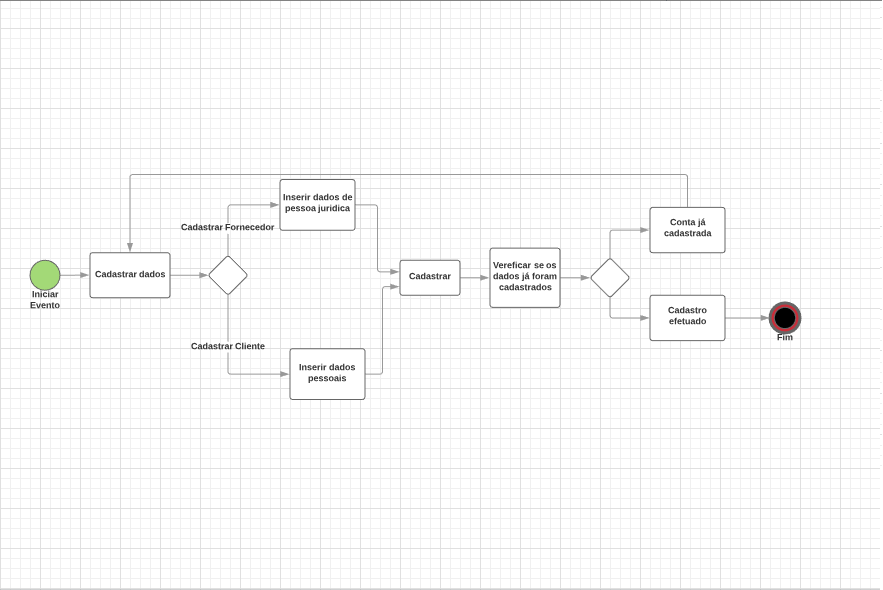 Iniciar
Evento
Cadastrar dados
Cadastrar Fornecedor
Inserir dados de
pessoa juridica
Cadastrar Cliente
Inserir dados
pessoais
Cadastrar
Vereficar se os
dados já foram
cadastrados
Conta já
cadastrada
Cadastro
efetuado
Fim